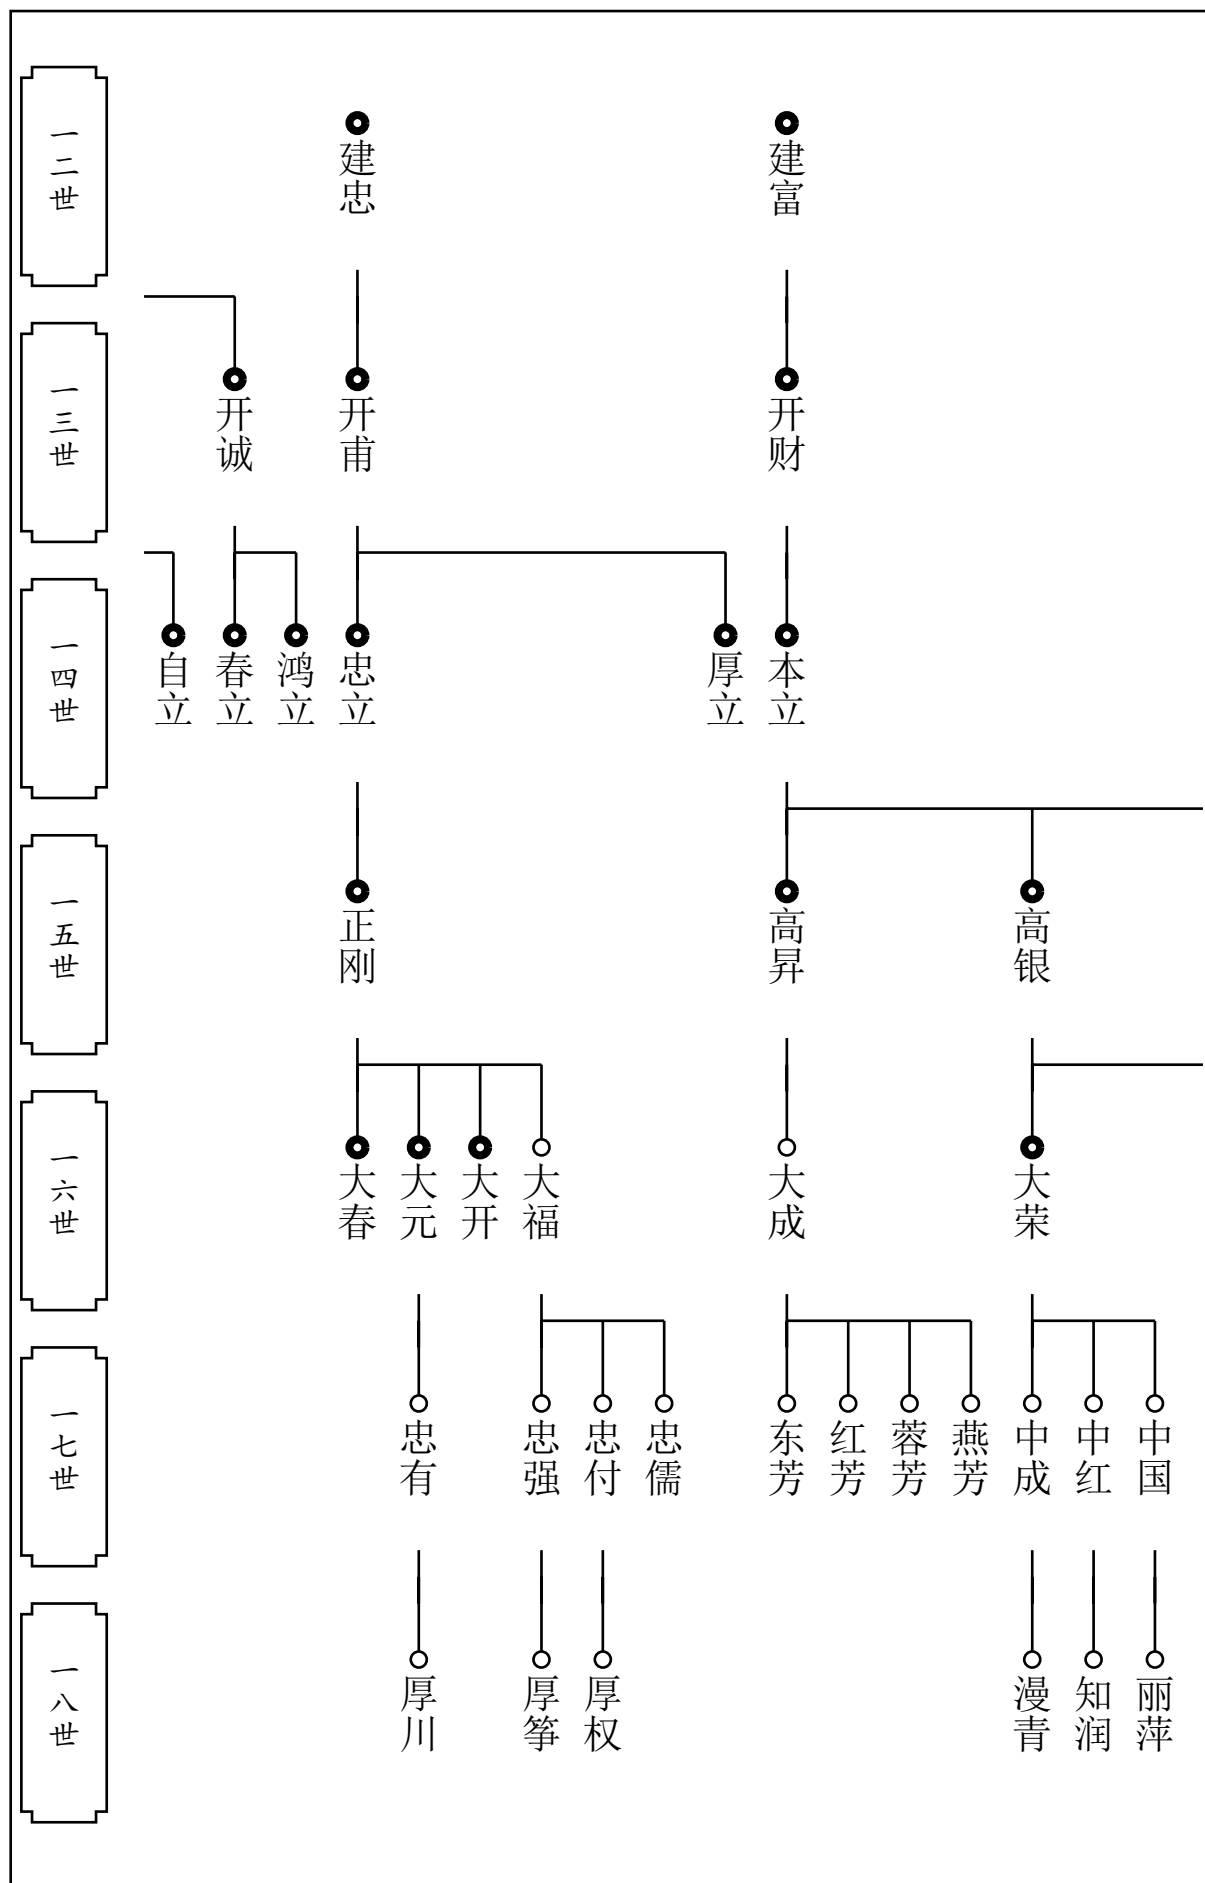 一二世
建忠
建富
一三世
开诚
开甫
开财
一四世
自立
春立
鸿立
忠立
厚立
本立
一五世
正刚
高昇
高银
一六世
大春
大元
大开
大福
大成
大荣
一七世
忠有
忠强
忠付
忠儒
东芳
红芳
蓉芳
燕芳
中成
中红
中国
一八世
厚川
厚筝
厚权
漫青
知润
丽萍